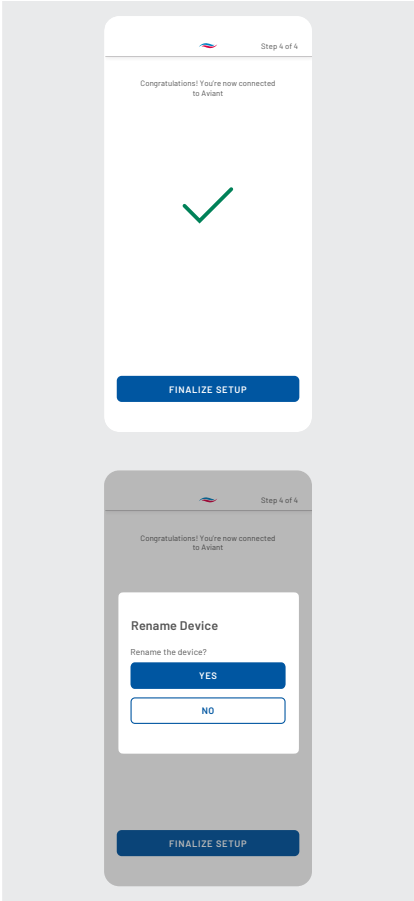 Step 4 of 4
Congratulations! You're now connected
to Aviant
FINALIZE SETUP
Step 4 of 4
Congratulations! You're now connected
to Aviant
Rename Device
Rename the device?
YES
NO
FINALIZE SETUP